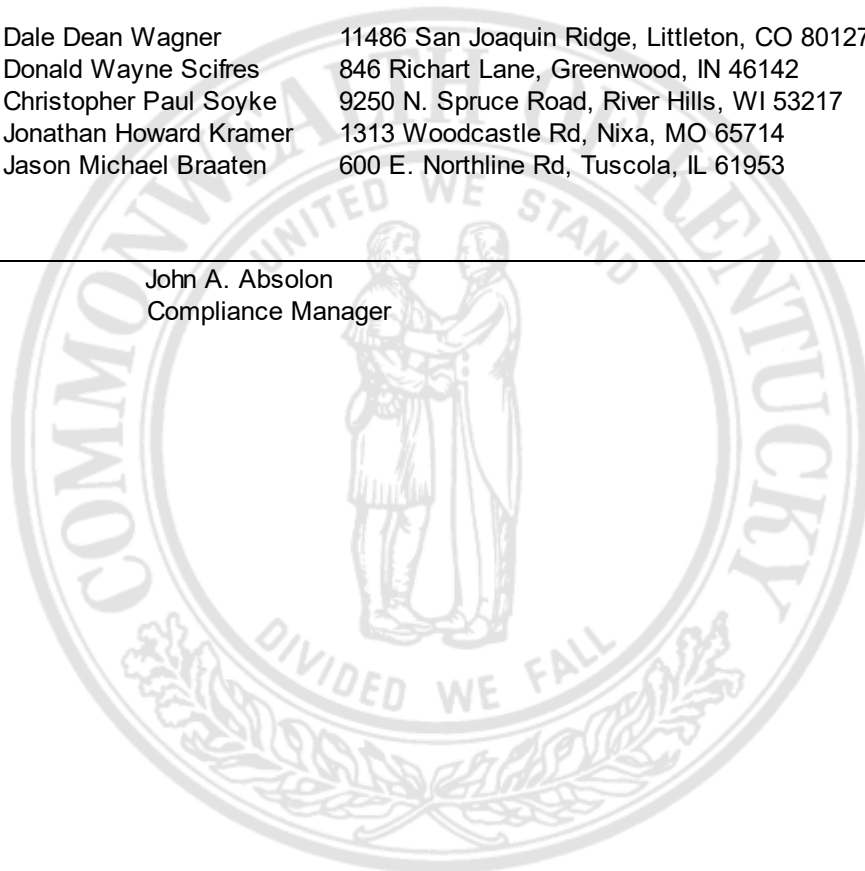 Dale Dean Wagner 11486 San Joaquin Ridge, Littleton, CO 80127
Donald Wayne Scifres 846 Richart Lane, Greenwood, IN 46142
Christopher Paul Soyke 9250 N. Spruce Road, River Hills, WI 53217
Jonathan Howard Kramer 1313 Woodcastle Rd, Nixa, MO 65714
Jason Michael Braaten 600 E. Northline Rd, Tuscola, IL 61953
John A. Absolon
Compliance Manager
COMMONWEALTH OF KENTUCKY
UNITED WE STAND
DIVIDED WE FALL